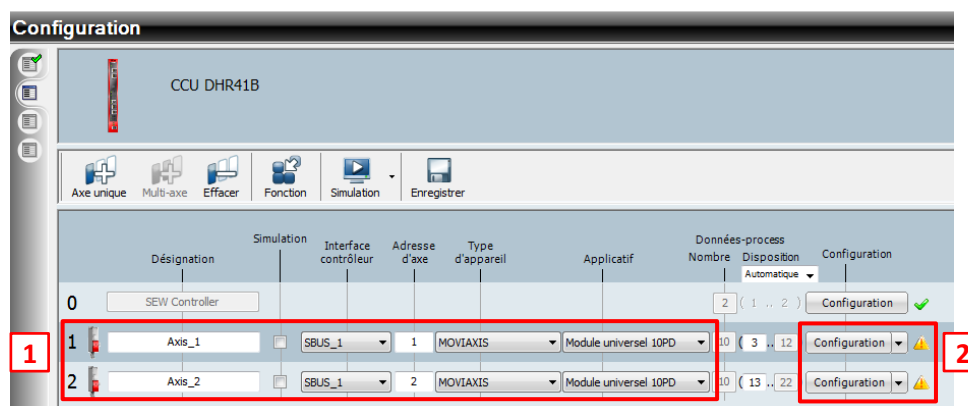 Configuration
CCU DHR41B
Axe unique Multi-axe Effacer Fonction Simulation Enregistrer
Données-process
Simulation Interface Adresse Type Nombre Disposition Configuration
Désignation contrôleur d'axe d'appareil Applicatif
Automatique
0 SEW Controller 2 ( 1 .. 2 ) Configuration
1 1 Axis_1 SBUS_1 1 MOVIAXIS Module universel 10PD 10 ( 3 .. 12 Configuration 2
2 Axis_2 SBUS_1 2 MOVIAXIS Module universel 10PD 10 ( 13 .. 22 Configuration